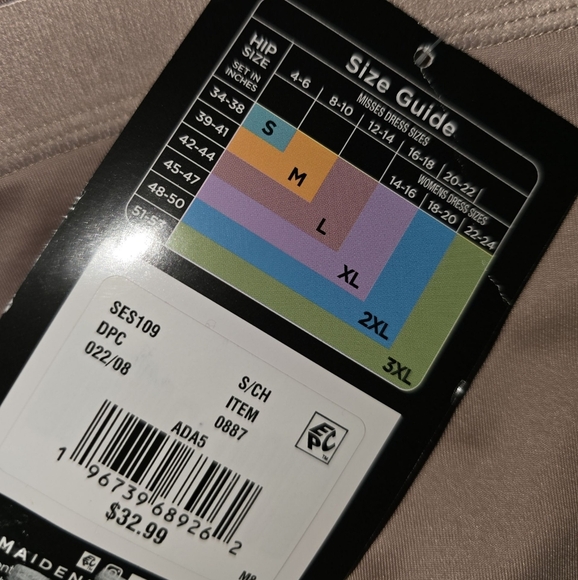 Size Guide
HIP SIZE
SET IN INCHES
MISSES DRESS SIZES
4-6 8-10 12-14 16-18 20-22
WOMENS DRESS SIZES
14-16 18-20 22-24
34-38 S
39-41 M
42-44 L
45-47 XL
48-50 2XL
3XL
SES109
DPC
022/08
S/CH
ITEM
0887
ADA5
1 96739 68926 2
$32.99
MAIDEN